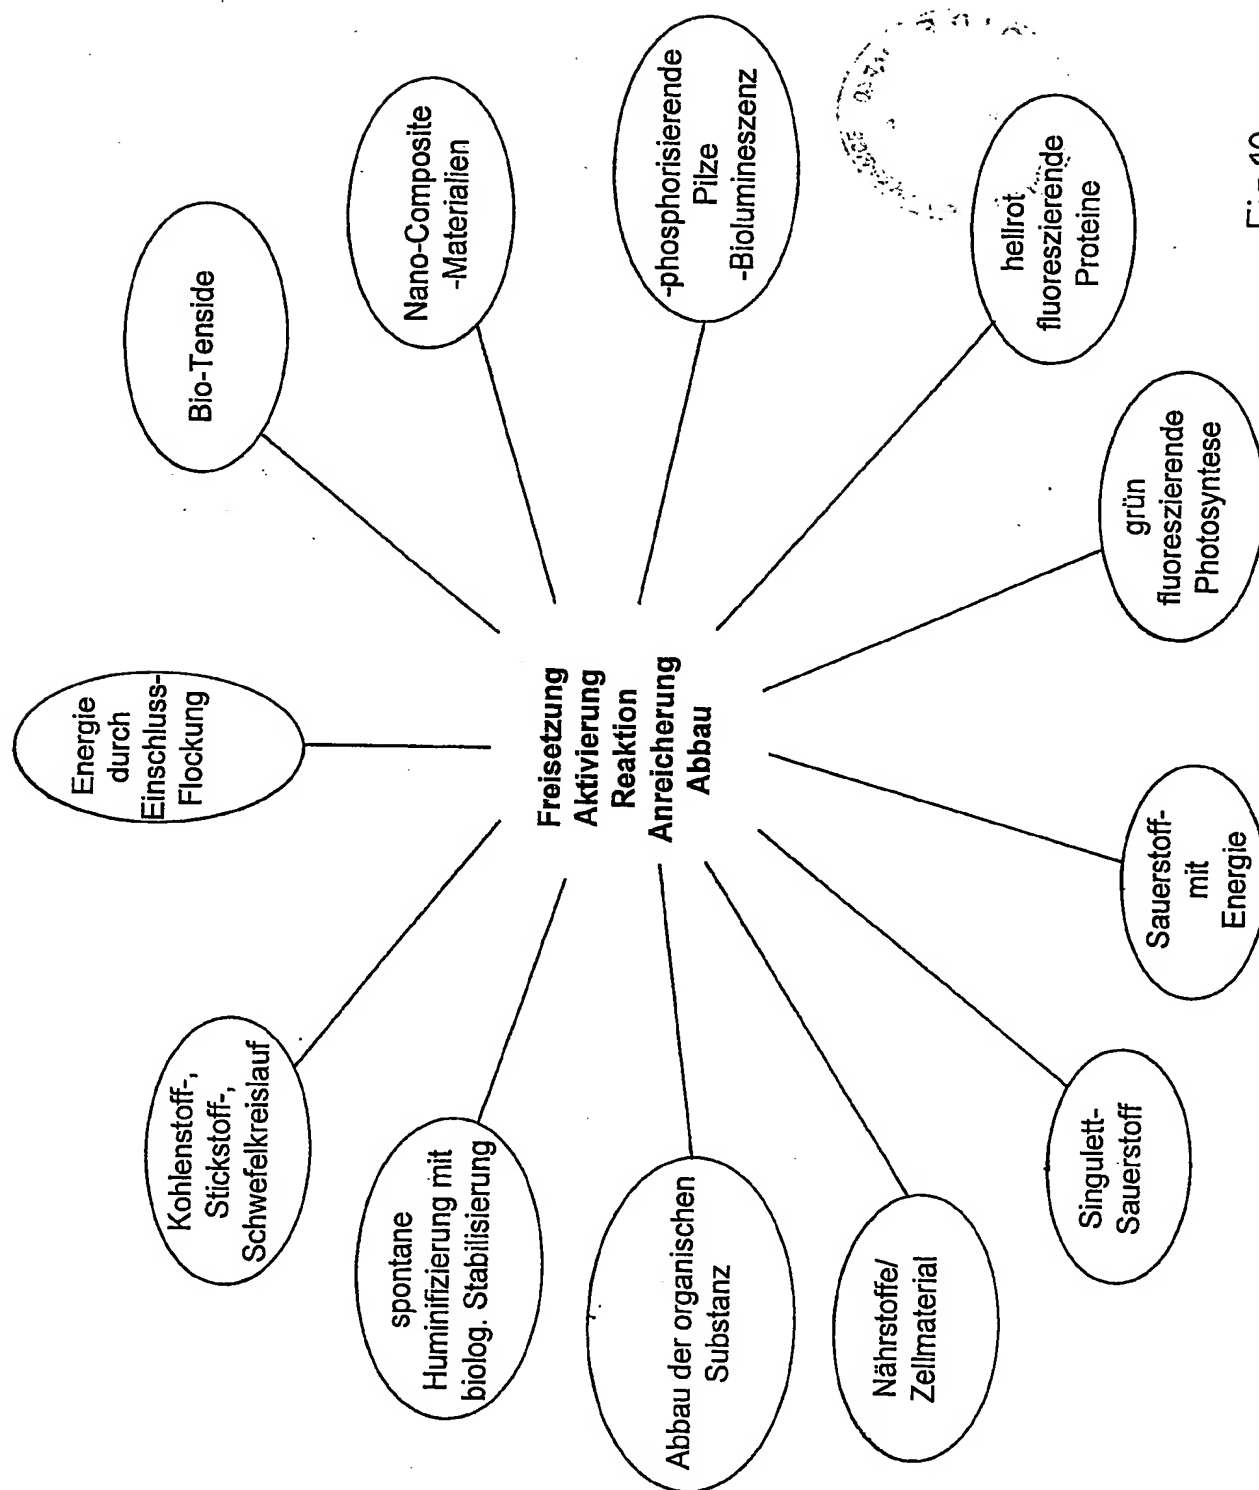 Freisetzung
Aktivierung
Reaktion
Anreicherung
Abbau
Energie
durch
Einschluss-
Flockung
Bio-Tenside
Nano-Composite
-Materialien
-phosphorisierende
Pilze
-Biolumineszenz
hellrot
fluoreszierende
Proteine
grün
fluoreszierende
Photosyntese
Sauerstoff-
mit
Energie
Singulett-
Sauerstoff
Nährstoffe/
Zellmaterial
Abbau der organischen
Substanz
spontane
Huminifizierung mit
biolog. Stabilisierung
Kohlenstoff-,
Stickstoff-,
Schwefelkreislauf